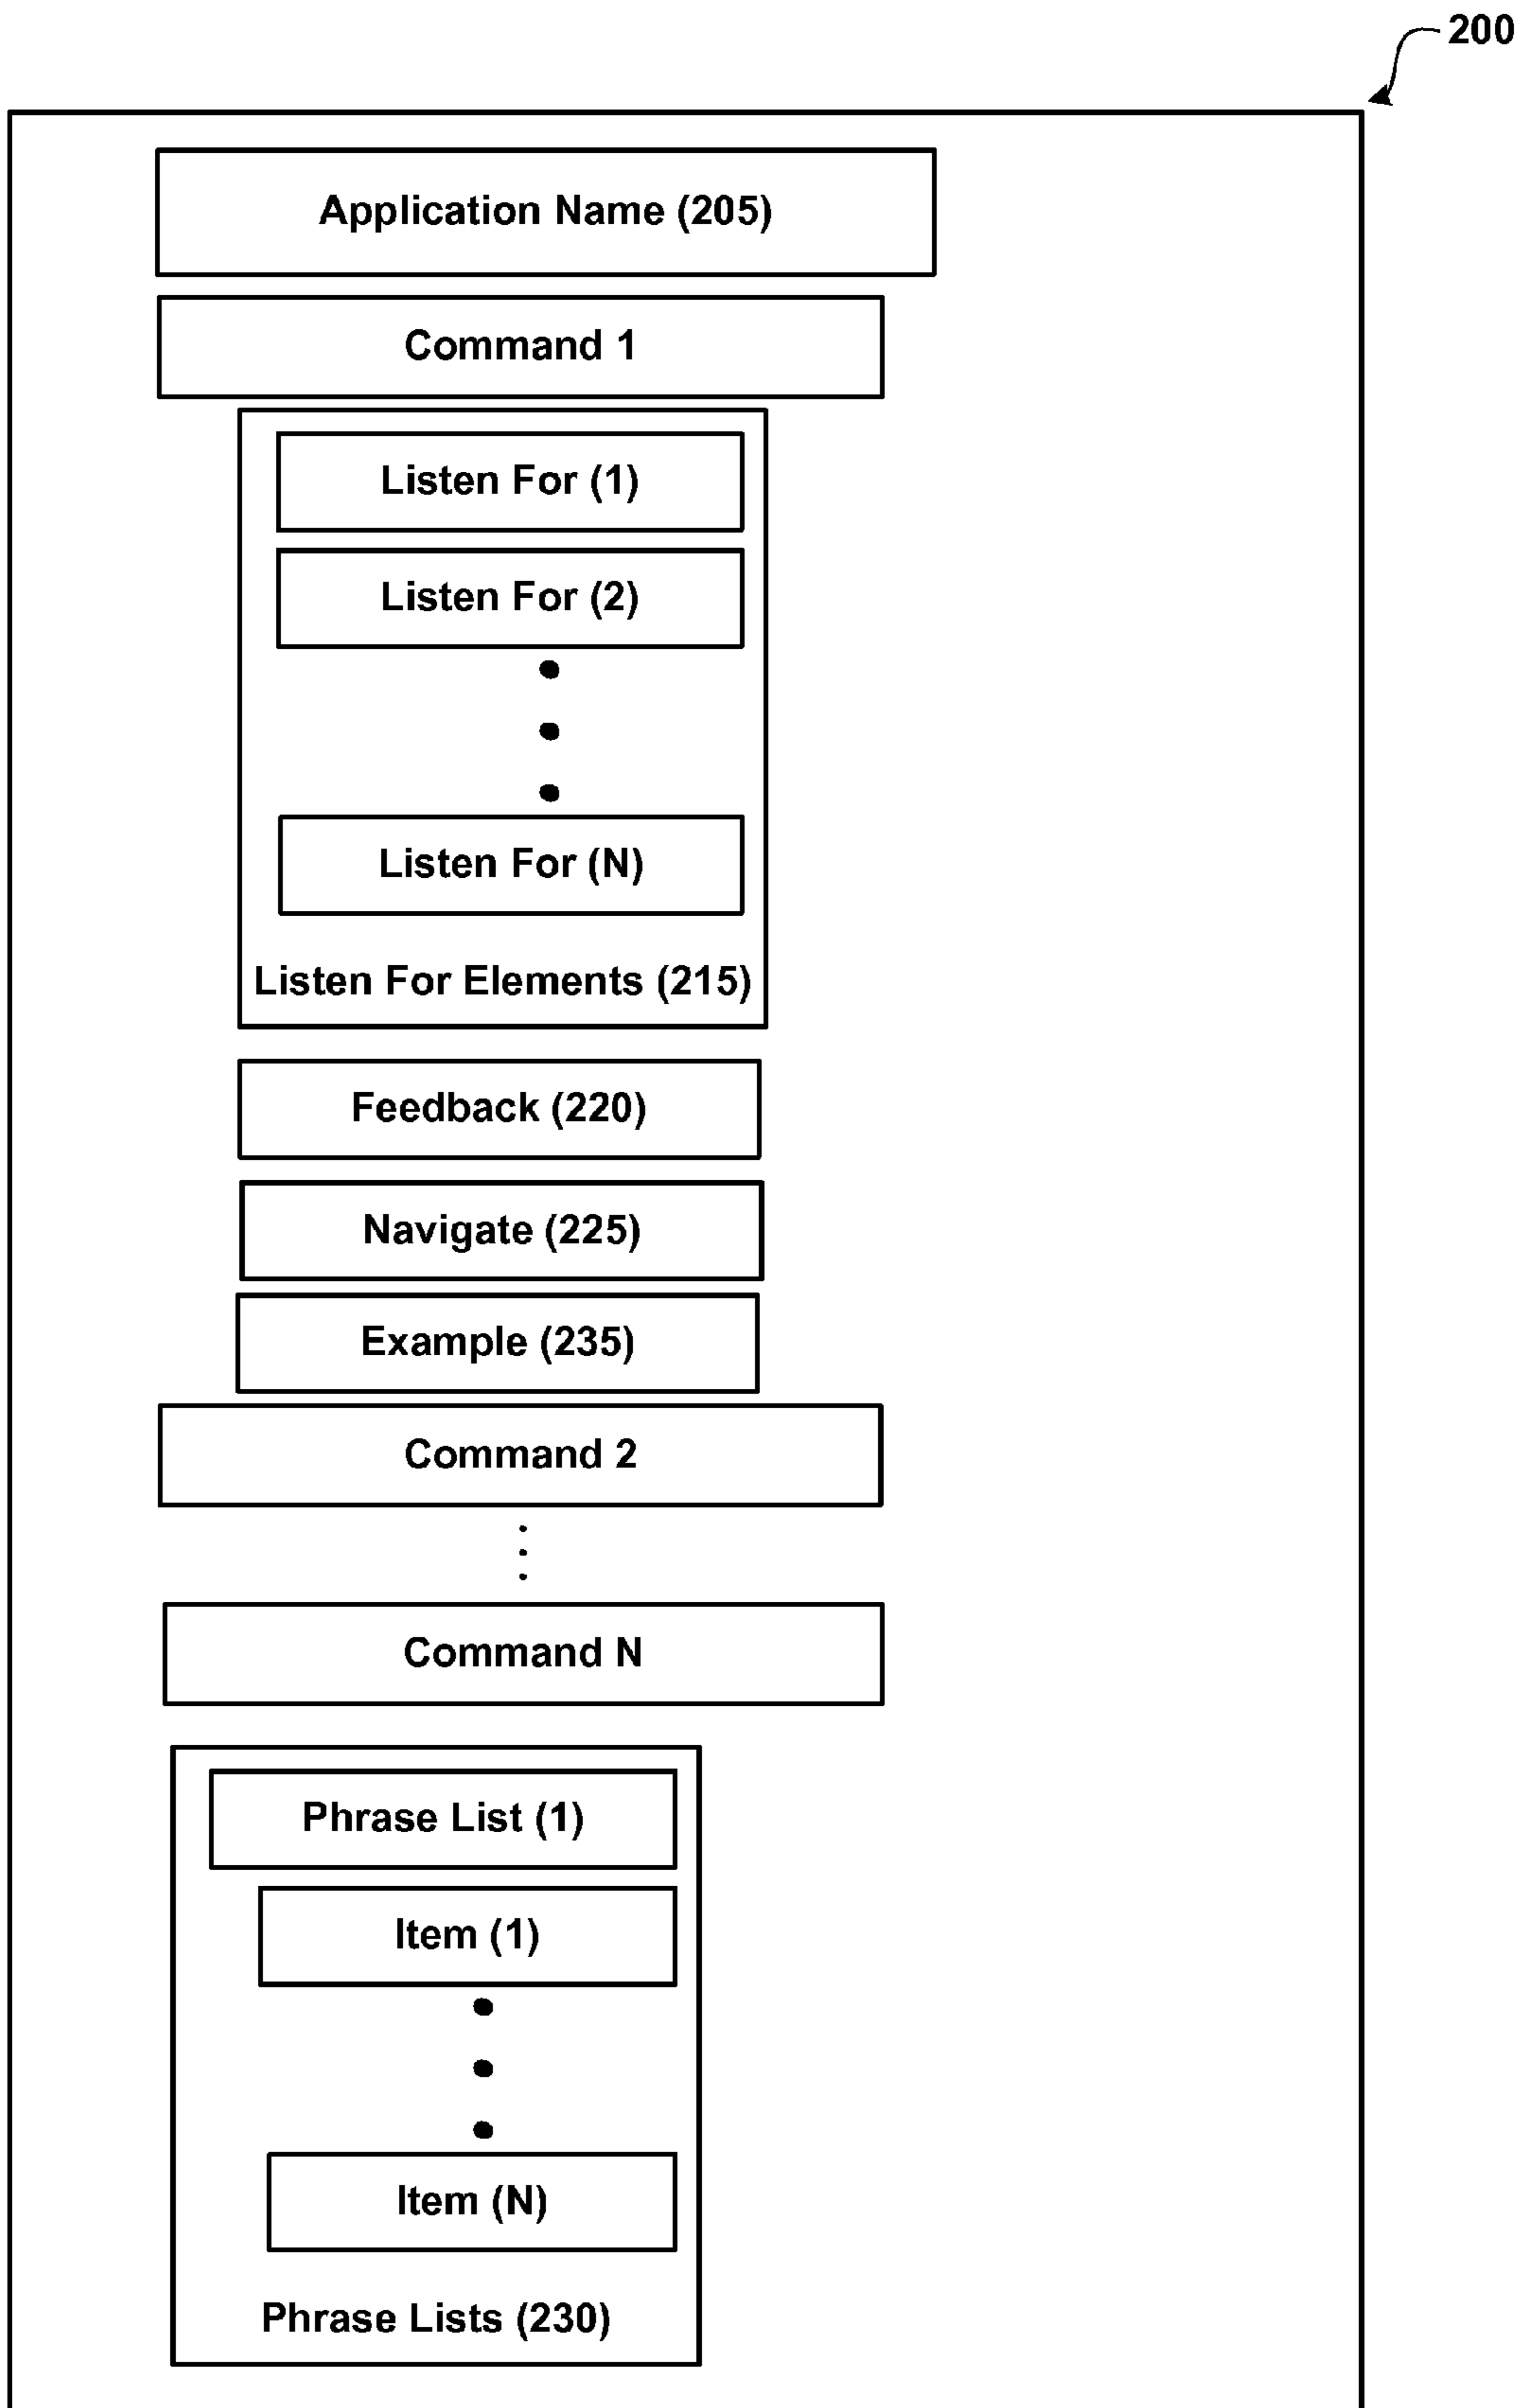 200
Application Name (205)
Command 1
Listen For (1)
Listen For (2)
Listen For (N)
Listen For Elements (215)
Feedback (220)
Navigate (225)
Example (235)
Command 2
Command N
Phrase List (1)
Item (1)
Item (N)
Phrase Lists (230)